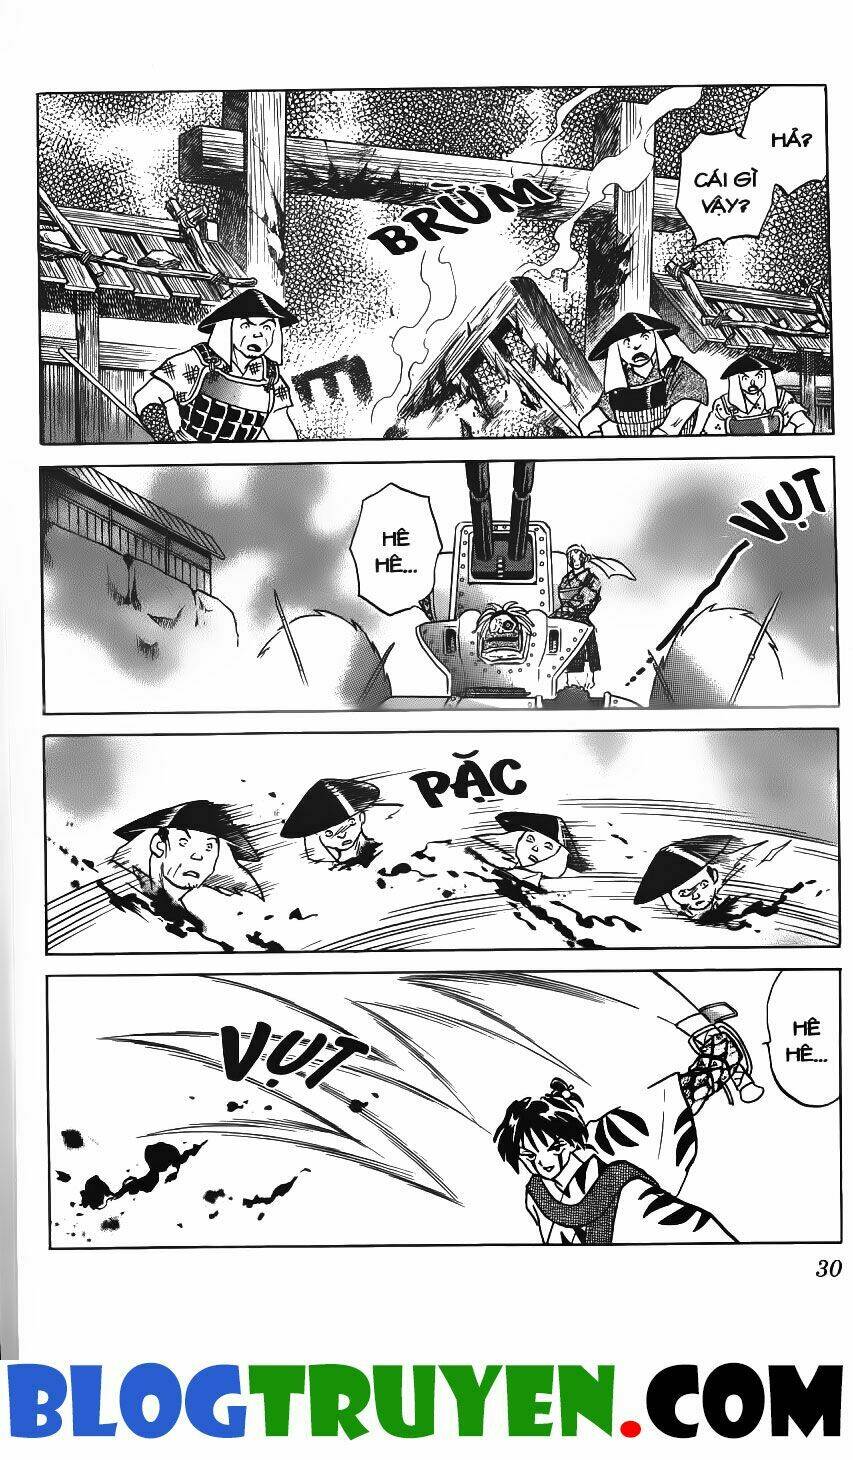 HẢ?
CÁI GÌ
VẬY?
BRÙM
VỤT
HÊ
HÊ...
PẶC
HÊ
HÊ...
VỤT
30
BLOGTRUYEN.COM